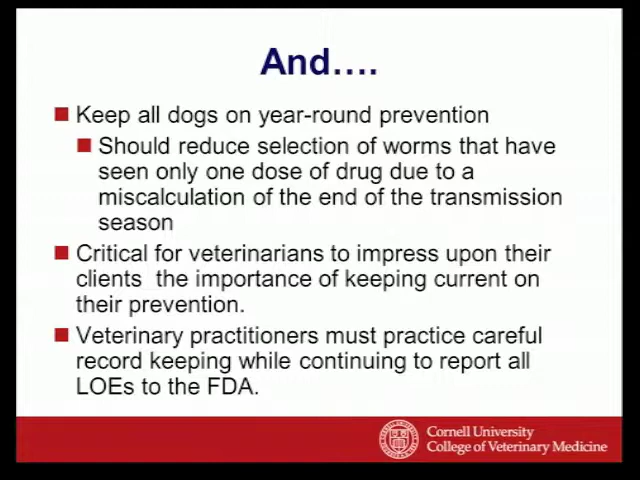 And….
Keep all dogs on year-round prevention
Should reduce selection of worms that have
seen only one dose of drug due to a
miscalculation of the end of the transmission
season
Critical for veterinarians to impress upon their
clients the importance of keeping current on
their prevention.
Veterinary practitioners must practice careful
record keeping while continuing to report all
LOEs to the FDA.
Cornell University
College of Veterinary Medicine